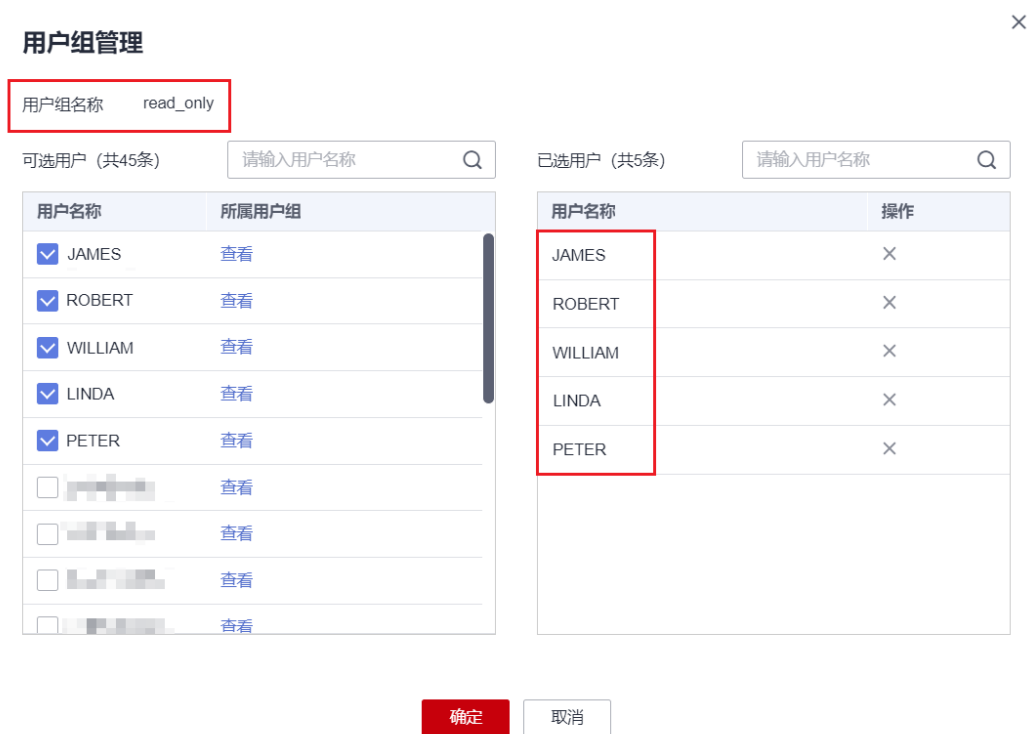 用户组管理
用户组名称 read_only
可选用户 (共45条) 请输入用户名称
用户名称 所属用户组
JAMES 查看
ROBERT 查看
WILLIAM 查看
LINDA 查看
PETER 查看
查看
查看
查看
查看
已选用户 (共5条) 请输入用户名称
用户名称 操作
JAMES
ROBERT
WILLIAM
LINDA
PETER
确定 取消